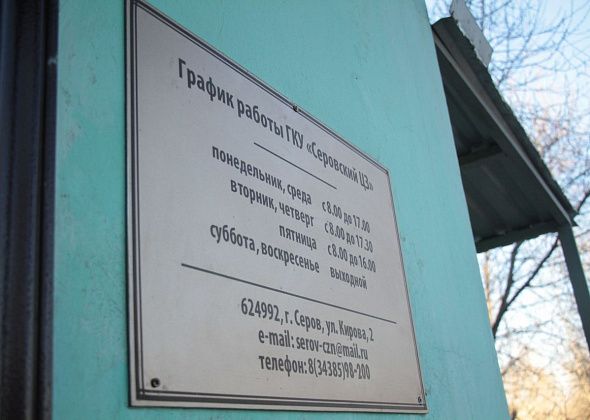 График работы ГКУ «Серовский ЦЗ»
понедельник, среда с 8.00 до 17.00
вторник, четверг с 8.00 до 17.30
пятница с 8.00 до 16.00
суббота, воскресенье выходной
624992, г. Серов, ул. Кирова, 2
e-mail: serov-czn@mail.ru
телефон: 8(34385)98-200